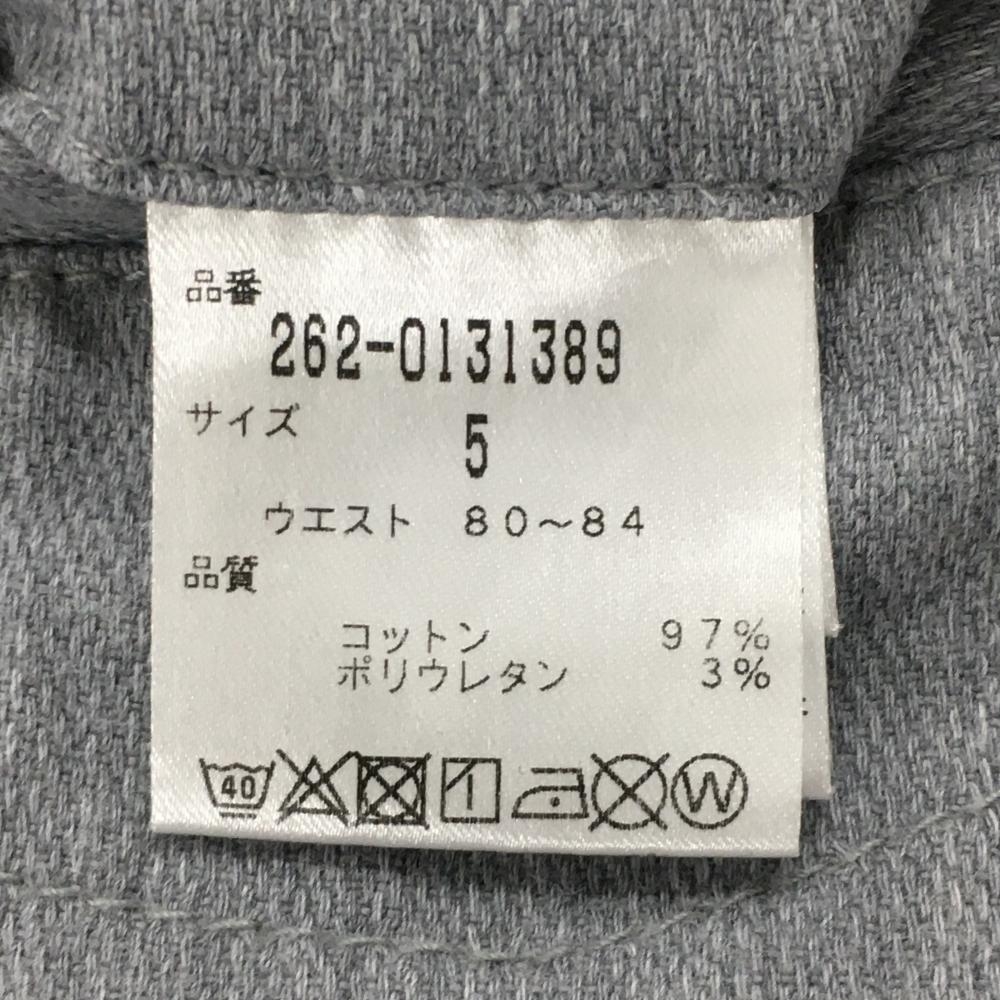 品番
262-0131389
サイズ 5
ウエスト 80~84
品質
コットン 97%
ポリウレタン 3%
40 W